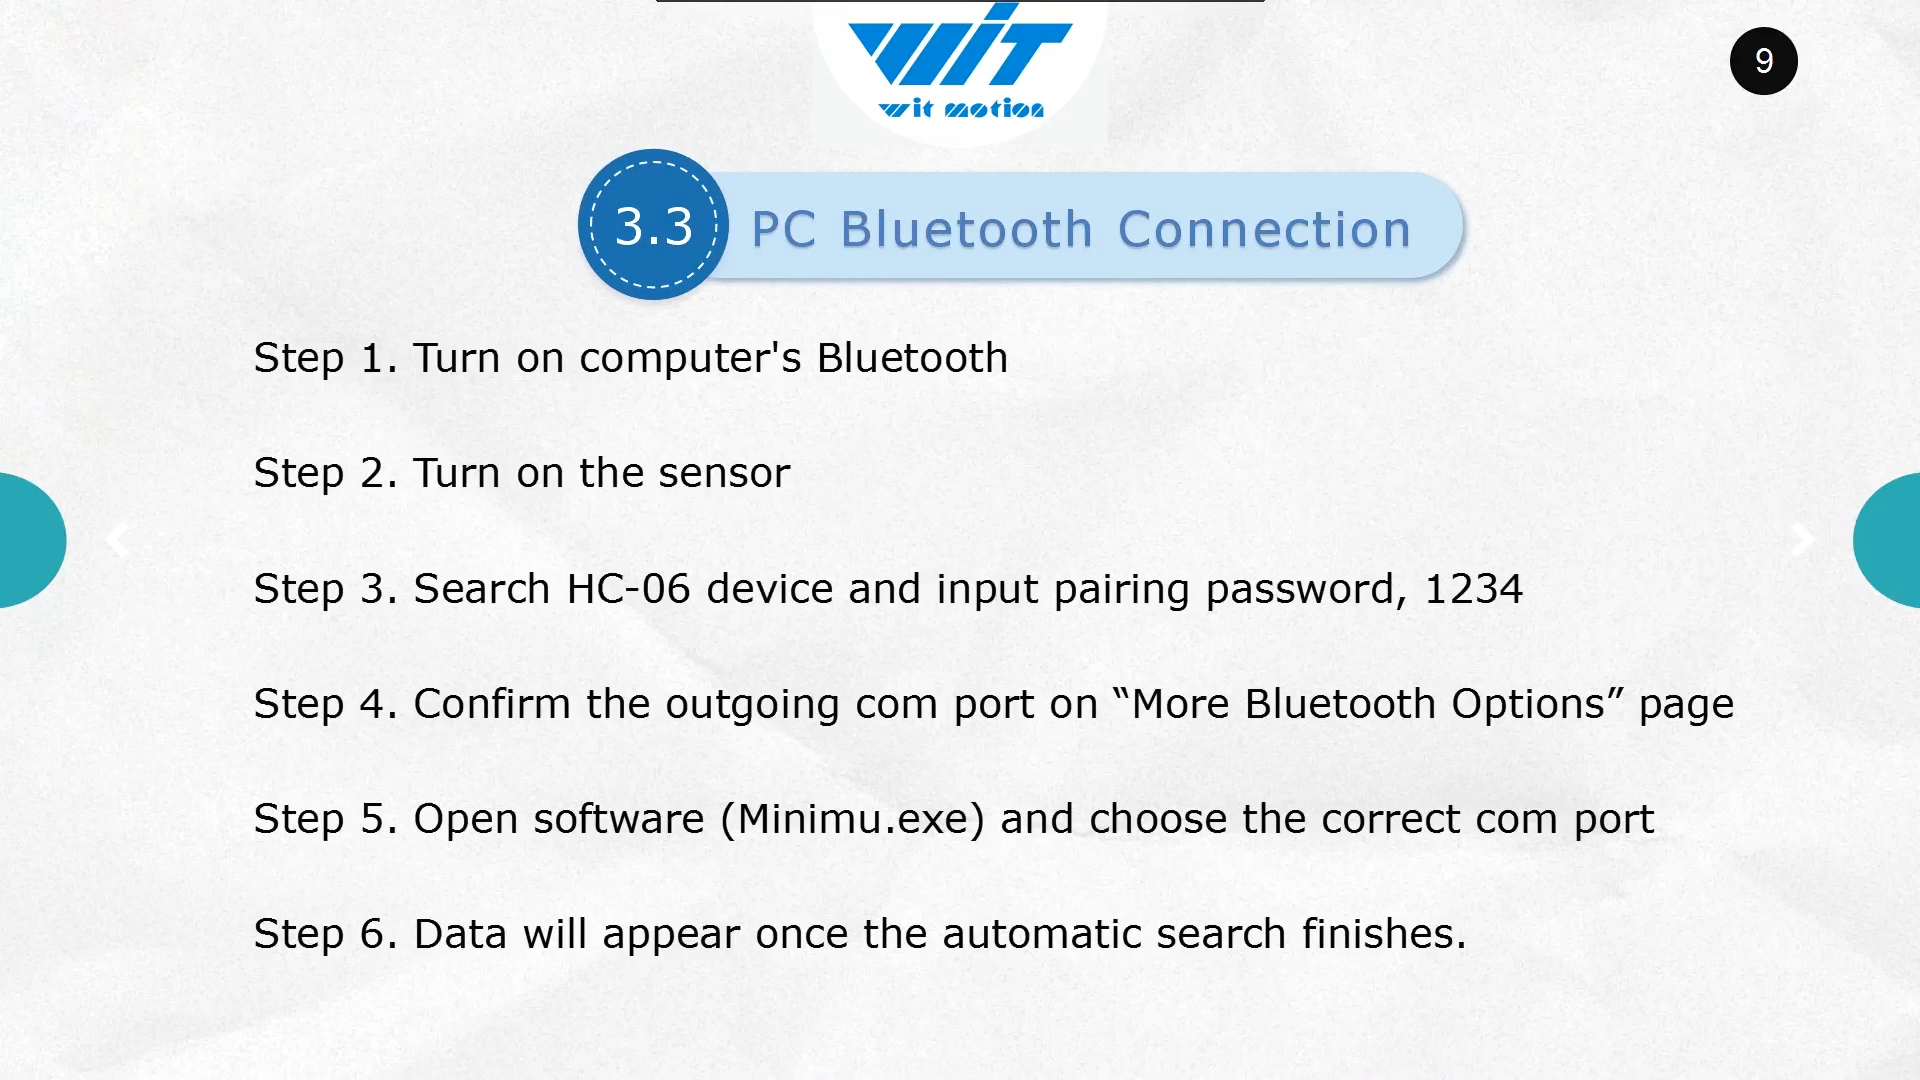 WiT
wit motion
9
3.3 PC Bluetooth Connection
Step 1. Turn on computer's Bluetooth
Step 2. Turn on the sensor
Step 3. Search HC-06 device and input pairing password, 1234
Step 4. Confirm the outgoing com port on “More Bluetooth Options” page
Step 5. Open software (Minimu.exe) and choose the correct com port
Step 6. Data will appear once the automatic search finishes.